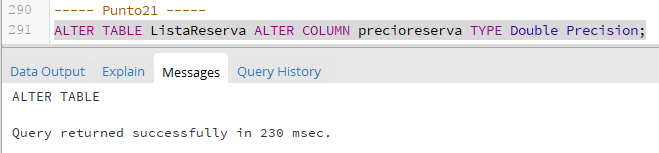 290 ----- Punto21 -----
291 ALTER TABLE ListaReserva ALTER COLUMN precioreserva TYPE Double Precision;
Data Output Explain Messages Query History
ALTER TABLE
Query returned successfully in 230 msec.